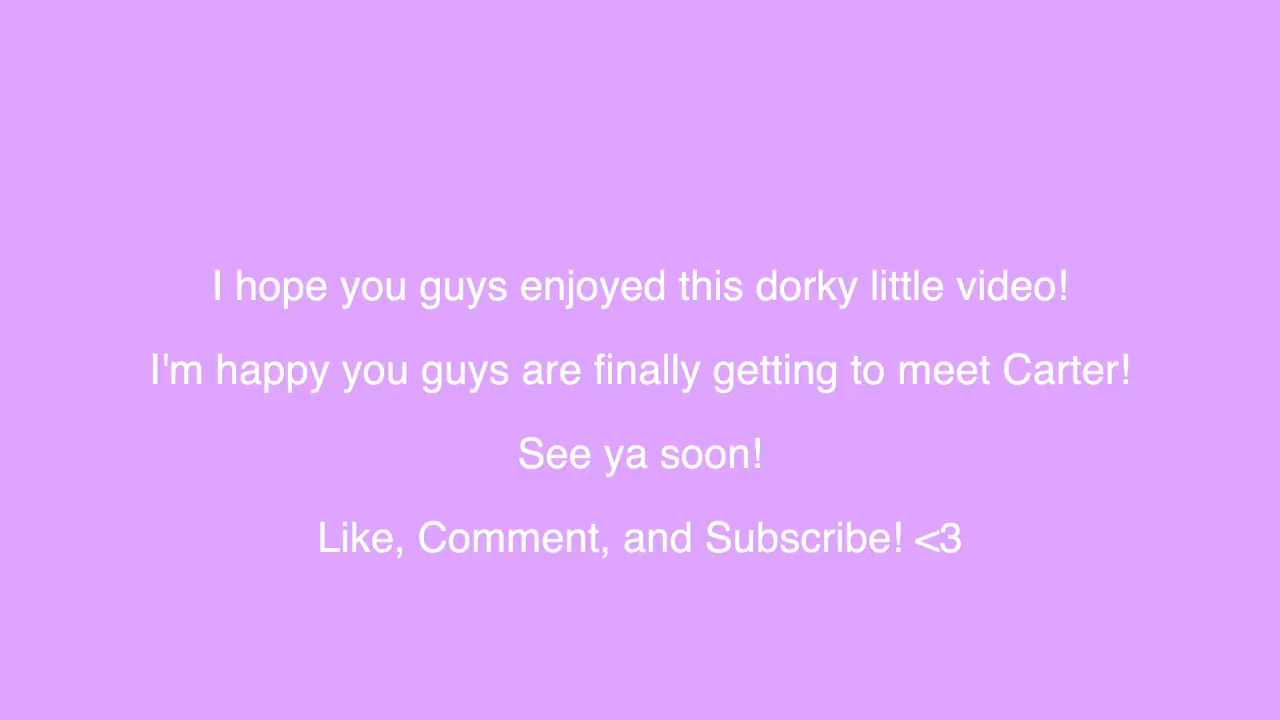 I hope you guys enjoyed this dorky little video!
I'm happy you guys are finally getting to meet Carter!
See ya soon!
Like, Comment, and Subscribe! <3